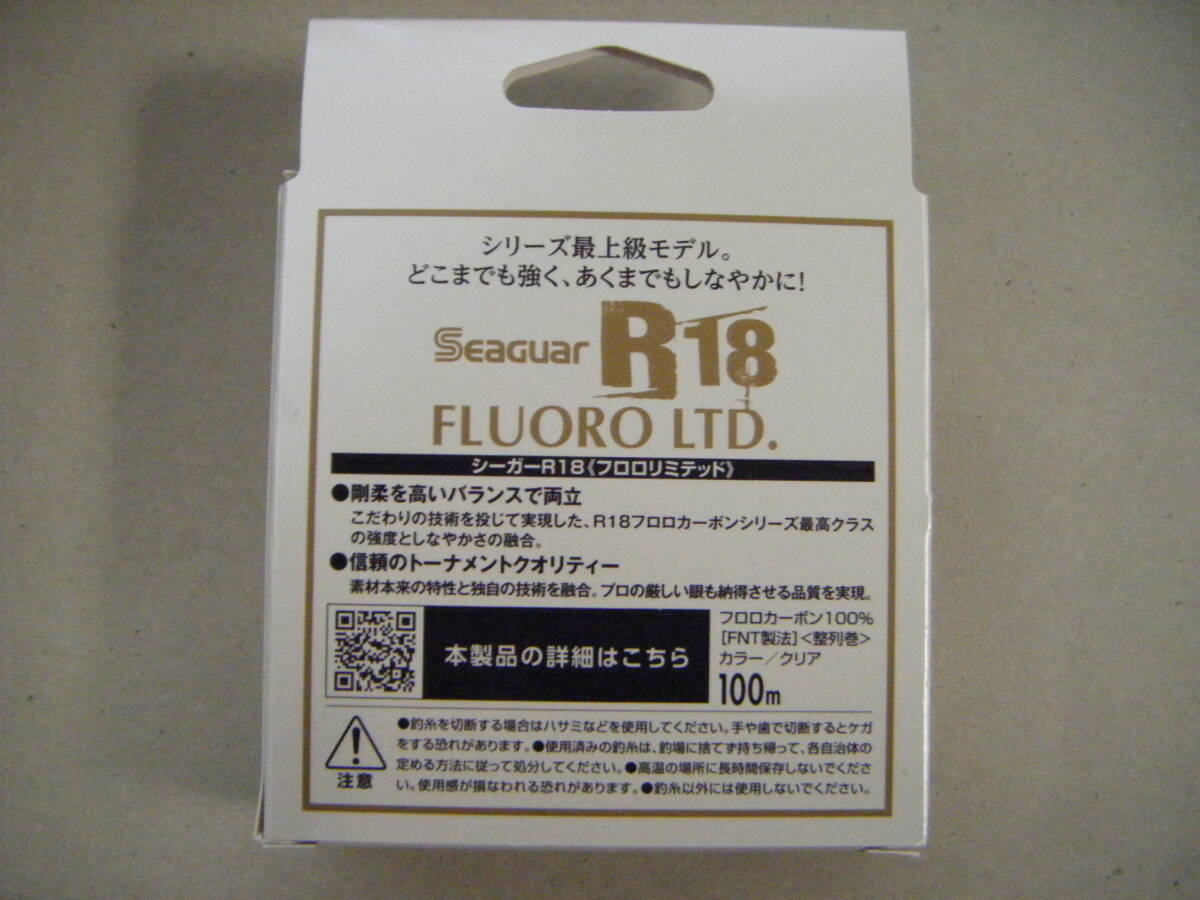 シリーズ最上級モデル。
どこまでも強く、あくまでもしなやかに!
SEAGUAR R18
FLUORO LTD.
シーガーR18《フロロリミテッド》
●剛柔を高いバランスで両立
こだわりの技術を投じて実現した、R18フロロカーボンシリーズ最高クラス
の強度としなやかさの融合。
●信頼のトーナメントクオリティー
素材本来の特性と独自の技術を融合。プロの厳しい眼も納得させる品質を実現。
本製品の詳細はこちら
フロロカーボン100%
[FNT製法]<整列巻>
カラー/クリア
100m
注意
●釣糸を切断する場合はハサミなどを使用してください。手や歯で切断するとケガ
をする恐れがあります。●使用済みの釣糸は、釣場に捨てず持ち帰って、各自治体の
定める方法に従って処分してください。●高温の場所に長時間保存しないでくださ
い。使用感が損なわれる恐れがあります。●釣糸以外には使用しないでください。